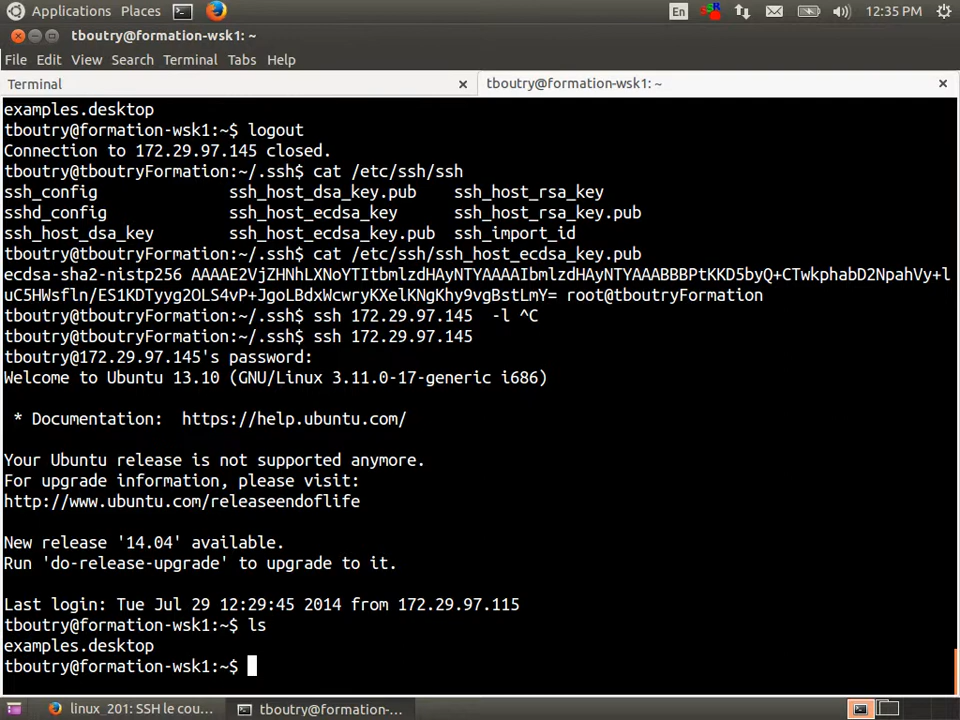 Applications Places En 12:35 PM
tboutry@formation-wsk1: ~
File Edit View Search Terminal Tabs Help
Terminal tboutry@formation-wsk1: ~
examples.desktop
tboutry@formation-wsk1:~$ logout
Connection to 172.29.97.145 closed.
tboutry@tboutryFormation:~/.ssh$ cat /etc/ssh/ssh
ssh_config ssh_host_dsa_key.pub ssh_host_rsa_key
sshd_config ssh_host_ecdsa_key ssh_host_rsa_key.pub
ssh_host_dsa_key ssh_host_ecdsa_key.pub ssh_import_id
tboutry@tboutryFormation:~/.ssh$ cat /etc/ssh/ssh_host_ecdsa_key.pub
ecdsa-sha2-nistp256 AAAAE2VjZHNhLXNoYTItbmlzdHAyNTYAAAAIbmlzdHAyNTYAAABBBPtKKD5byQ+CTwkphabD2NpahVy+l
uC5HWsfln/ES1KDTyyg2OLS4vP+JgoLBdxWcwryKXelKNgKhy9vgBstLmY= root@tboutryFormation
tboutry@tboutryFormation:~/.ssh$ ssh 172.29.97.145  -l ^C
tboutry@tboutryFormation:~/.ssh$ ssh 172.29.97.145
tboutry@172.29.97.145's password:
Welcome to Ubuntu 13.10 (GNU/Linux 3.11.0-17-generic i686)
* Documentation:  https://help.ubuntu.com/
Your Ubuntu release is not supported anymore.
For upgrade information, please visit:
http://www.ubuntu.com/releaseendoflife
New release '14.04' available.
Run 'do-release-upgrade' to upgrade to it.
Last login: Tue Jul 29 12:29:45 2014 from 172.29.97.115
tboutry@formation-wsk1:~$ ls
examples.desktop
tboutry@formation-wsk1:~$
linux_201: SSH le cou... tboutry@formation-...